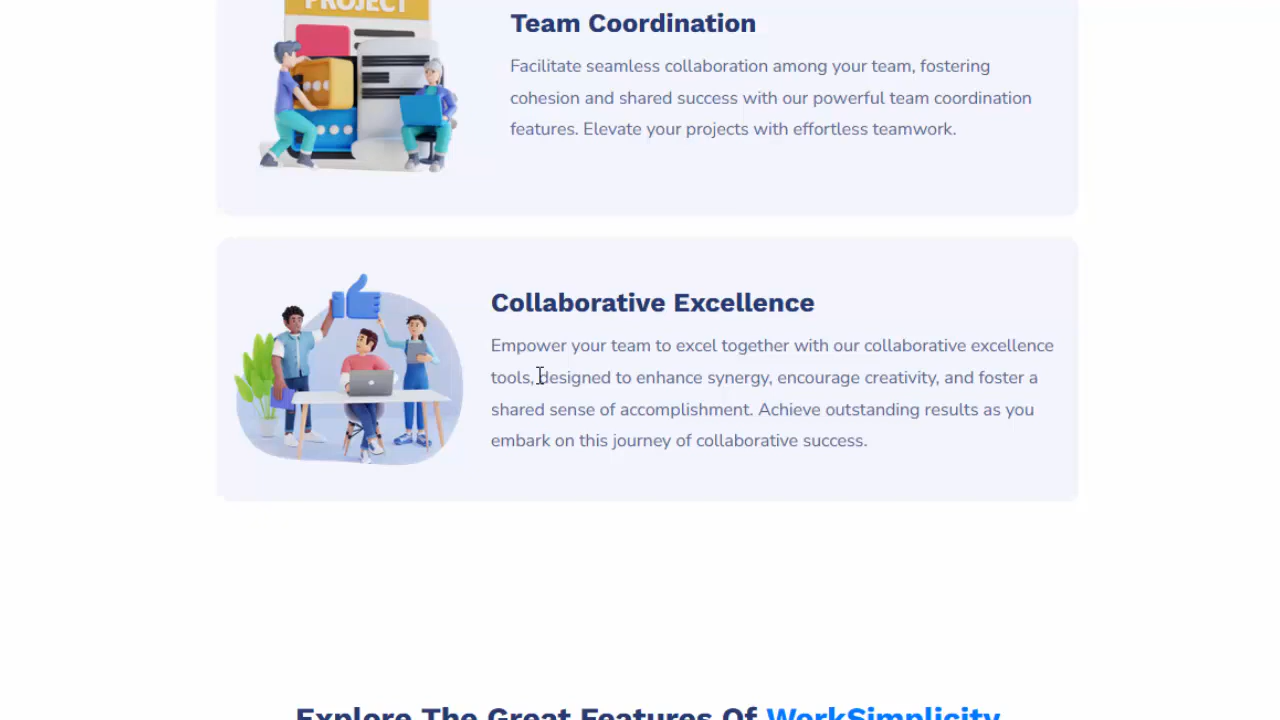 PROJECT
Team Coordination
Facilitate seamless collaboration among your team, fostering
cohesion and shared success with our powerful team coordination
features. Elevate your projects with effortless teamwork.
Collaborative Excellence
Empower your team to excel together with our collaborative excellence
tools, designed to enhance synergy, encourage creativity, and foster a
shared sense of accomplishment. Achieve outstanding results as you
embark on this journey of collaborative success.
Explore The Great Features Of WorkSimplicity